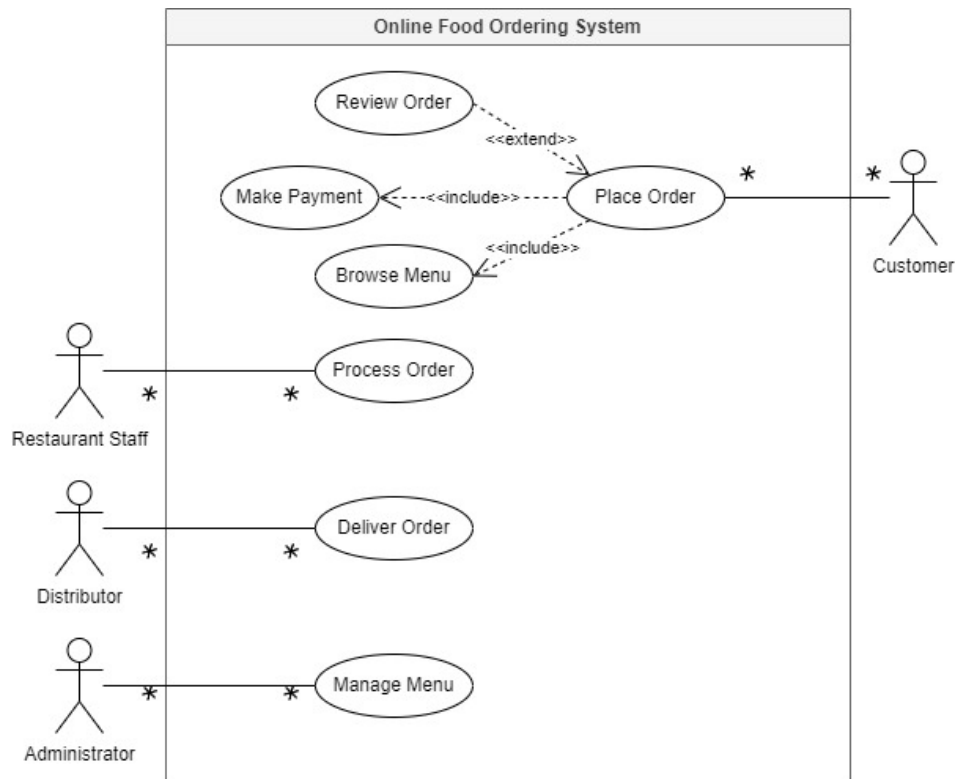 Online Food Ordering System
Review Order
<<extend>>
Make Payment
<<include>>
Place Order
*
*
Customer
<<include>>
Browse Menu
Process Order
*
*
Restaurant Staff
Deliver Order
*
*
Distributor
Manage Menu
*
*
Administrator